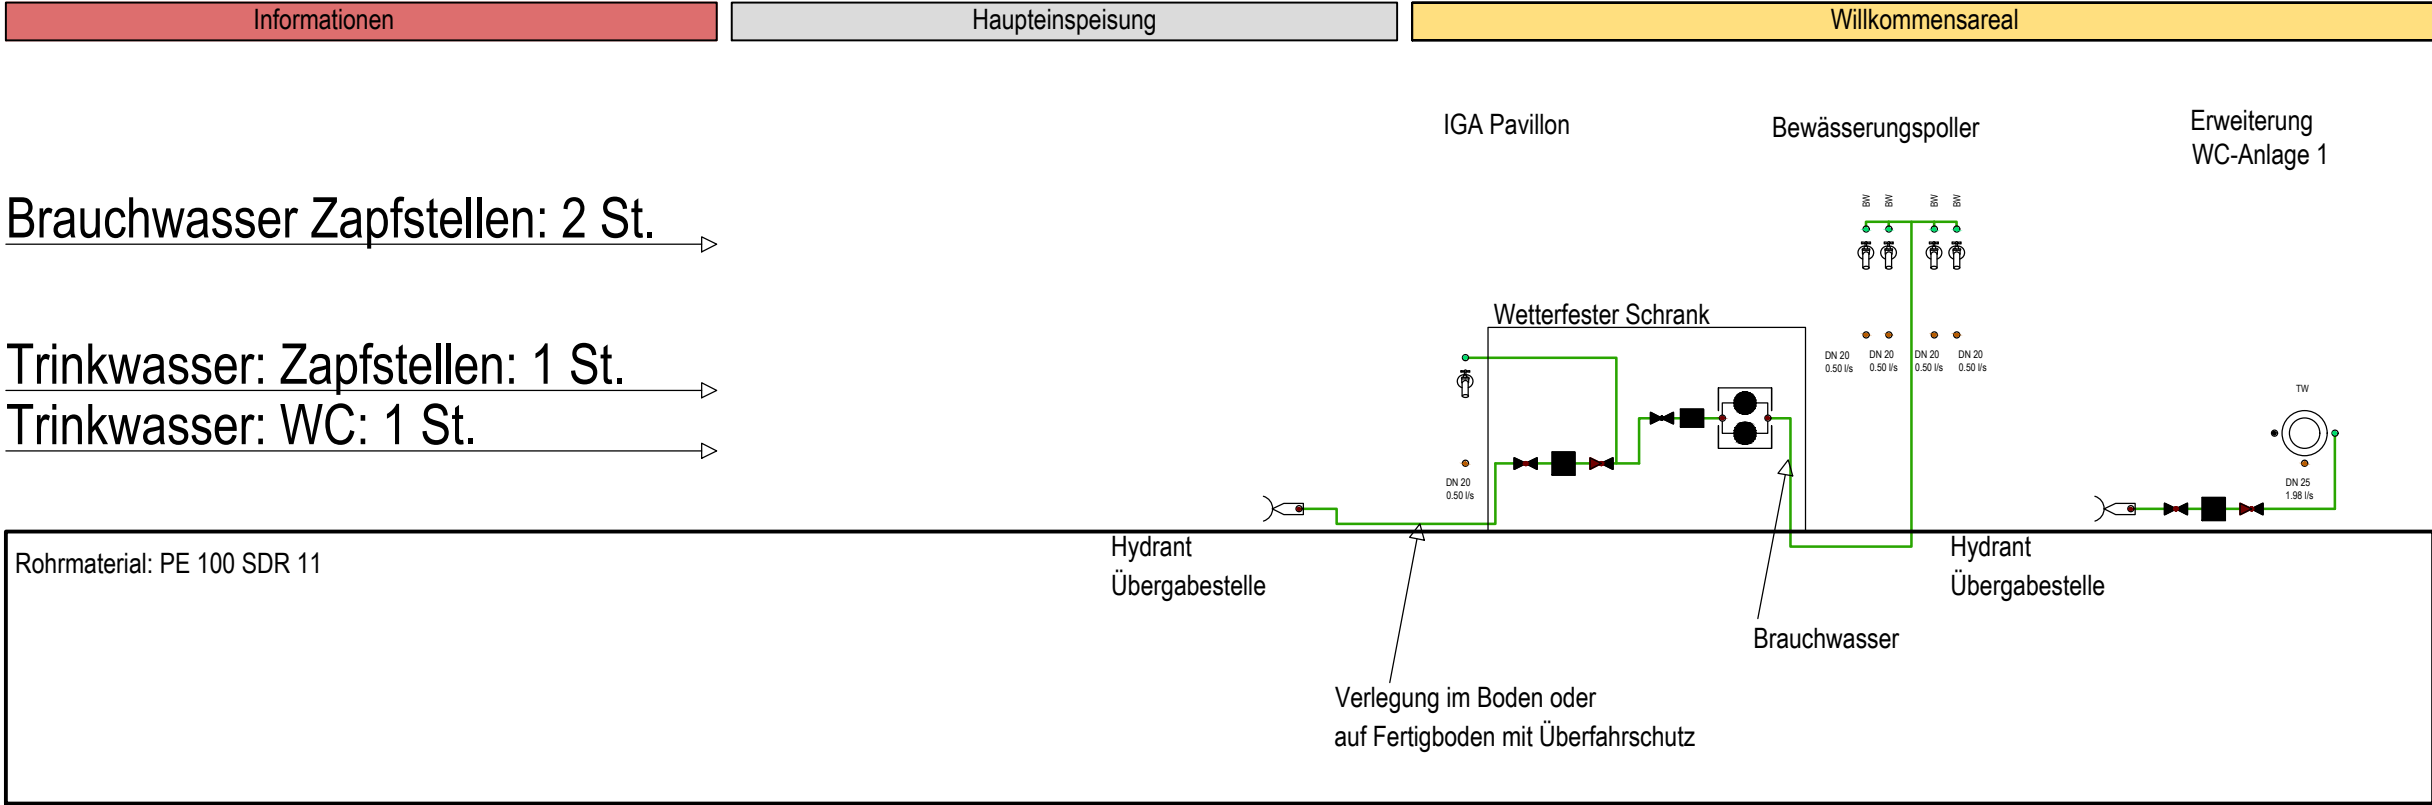 Informationen
Haupteinspeisung
Willkommensareal
IGA Pavillon
Bewässerungspoller
Erweiterung
WC-Anlage 1
Brauchwasser Zapfstellen: 2 St.
BW
BW
BW
BW
Wetterfester Schrank
Trinkwasser: Zapfstellen: 1 St.
Trinkwasser: WC: 1 St.
DN 20
0.50 l/s
DN 20
0.50 l/s
DN 20
0.50 l/s
DN 20
0.50 l/s
TW
DN 20
0.50 l/s
DN 25
1.98 l/s
Rohrmaterial: PE 100 SDR 11
Hydrant
Übergabestelle
Hydrant
Übergabestelle
Brauchwasser
Verlegung im Boden oder
auf Fertigboden mit Überfahrschutz